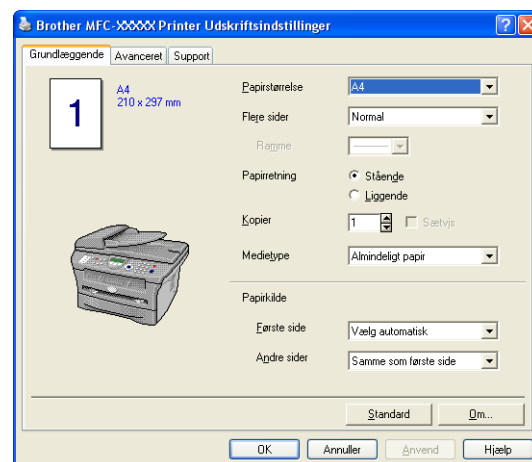 Brother MFC-XXXXX Printer Udskriftsindstillinger
Grundlæggende Avanceret Support
1
A4
210 x 297 mm
Papirstørrelse A4
Flere sider Normal
Ramme
Papirretning Stående
Liggende
Kopier 1 Sætvjs
Medietype Almindeligt papir
Papirkilde
Første side Vælg automatisk
Andre sider Samme som første side
Standard Om...
OK Annuller Anvend Hjælp